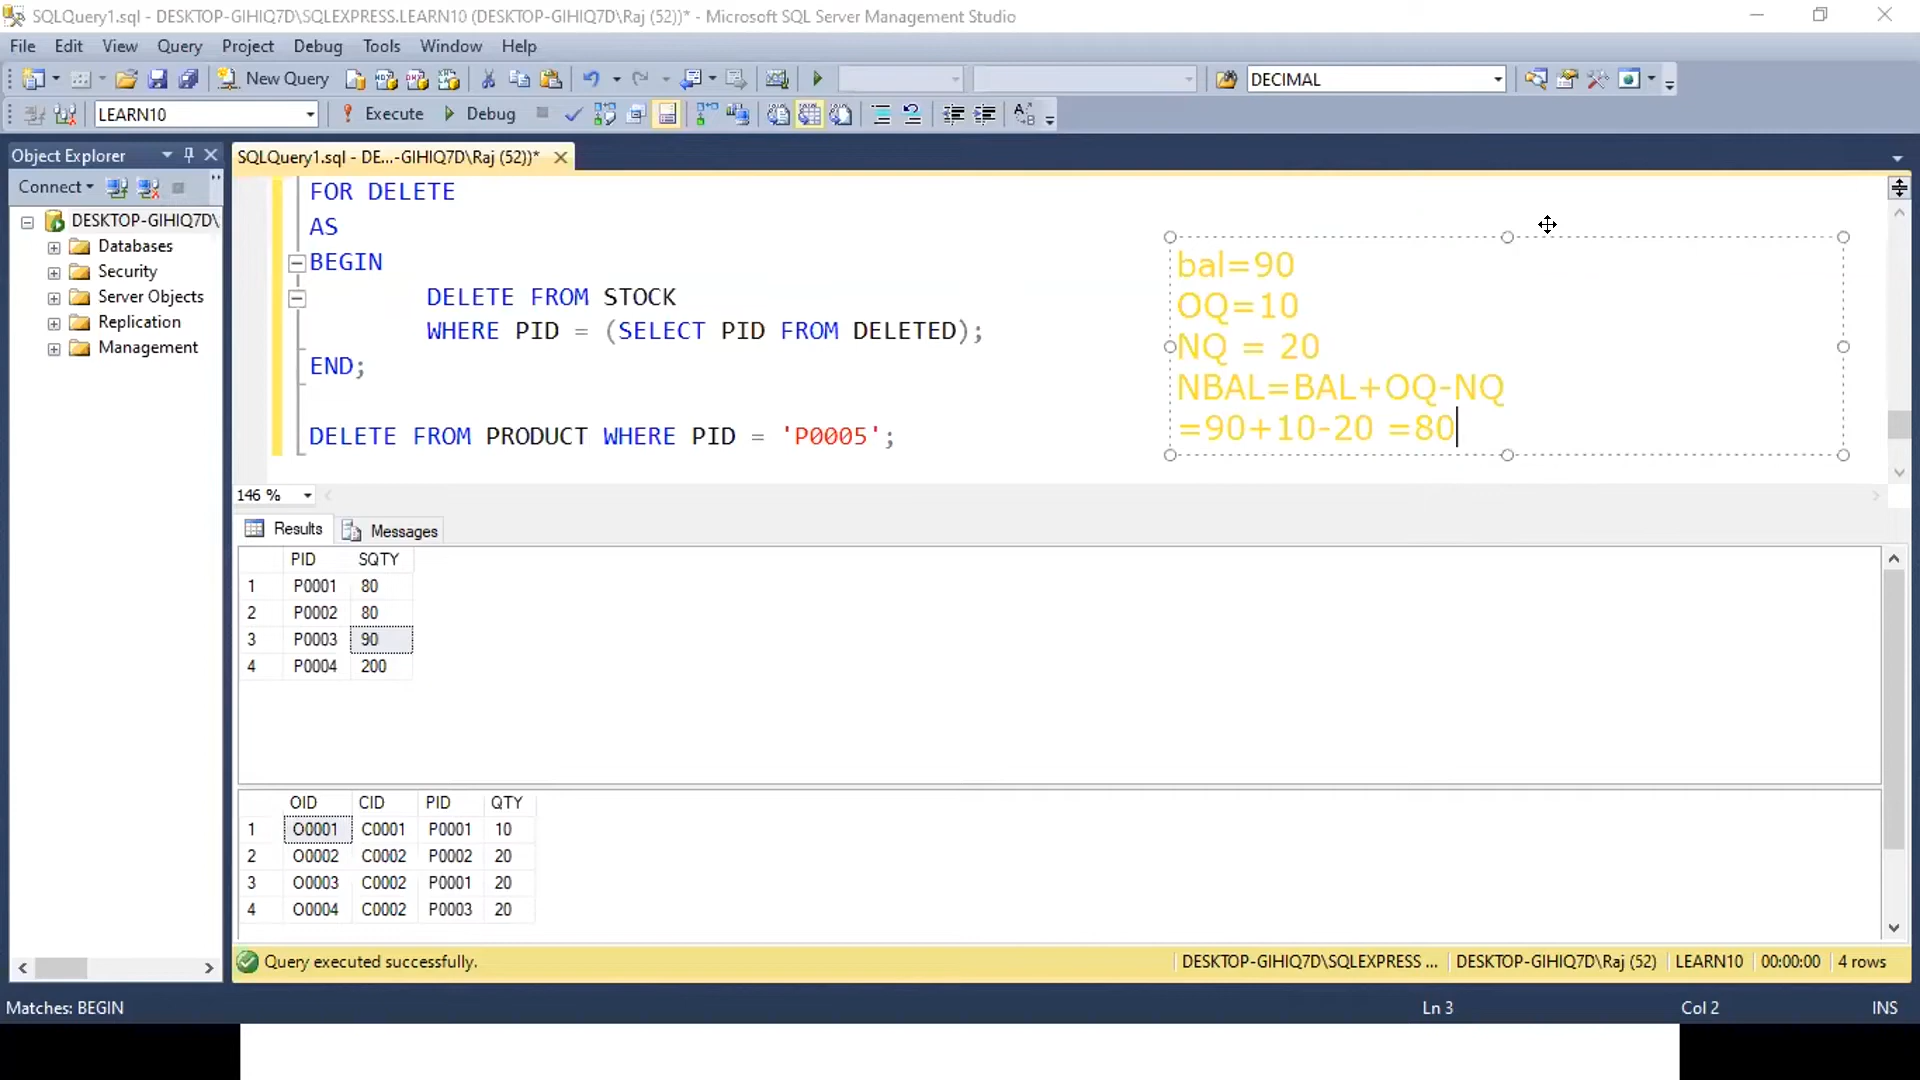 SQLQuery1.sql - DESKTOP-GIHIQ7D\SQLEXPRESS.LEARN10 (DESKTOP-GIHIQ7D\Raj (52))* - Microsoft SQL Server Management Studio
File Edit View Query Project Debug Tools Window Help
New Query DECIMAL
LEARN10 Execute Debug
Object Explorer
SQLQuery1.sql - DE...-GIHIQ7D\Raj (52))*
Connect
DESKTOP-GIHIQ7D\
Databases
Security
Server Objects
Replication
Management
FOR DELETE
AS
BEGIN
DELETE FROM STOCK
WHERE PID = (SELECT PID FROM DELETED);
END;
DELETE FROM PRODUCT WHERE PID = 'P0005';
bal=90
OQ=10
NQ = 20
NBAL=BAL+OQ-NQ
=90+10-20 =80
146 %
Results Messages
PID SQTY
1 P0001 80
2 P0002 80
3 P0003 90
4 P0004 200
OID CID PID QTY
1 O0001 C0001 P0001 10
2 O0002 C0002 P0002 20
3 O0003 C0002 P0001 20
4 O0004 C0002 P0003 20
Query executed successfully. DESKTOP-GIHIQ7D\SQLEXPRESS ... DESKTOP-GIHIQ7D\Raj (52) LEARN10 00:00:00 4 rows
Matches: BEGIN Ln 3 Col 2 INS